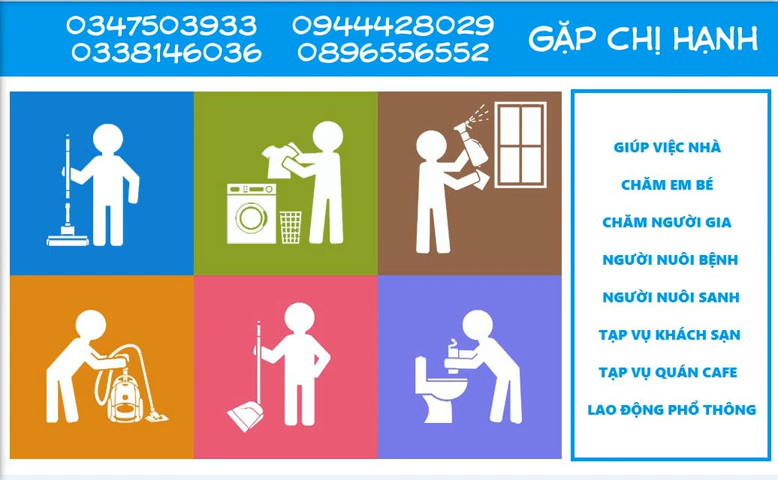 0347503933 0944428029
0338146036 0896556552
GẶP CHỊ HẠNH
GIÚP VIỆC NHÀ
CHĂM EM BÉ
CHĂM NGƯỜI GIA
NGƯỜI NUÔI BỆNH
NGƯỜI NUÔI SANH
TẠP VỤ KHÁCH SẠN
TẠP VỤ QUÁN CAFE
LAO ĐỘNG PHỔ THÔNG